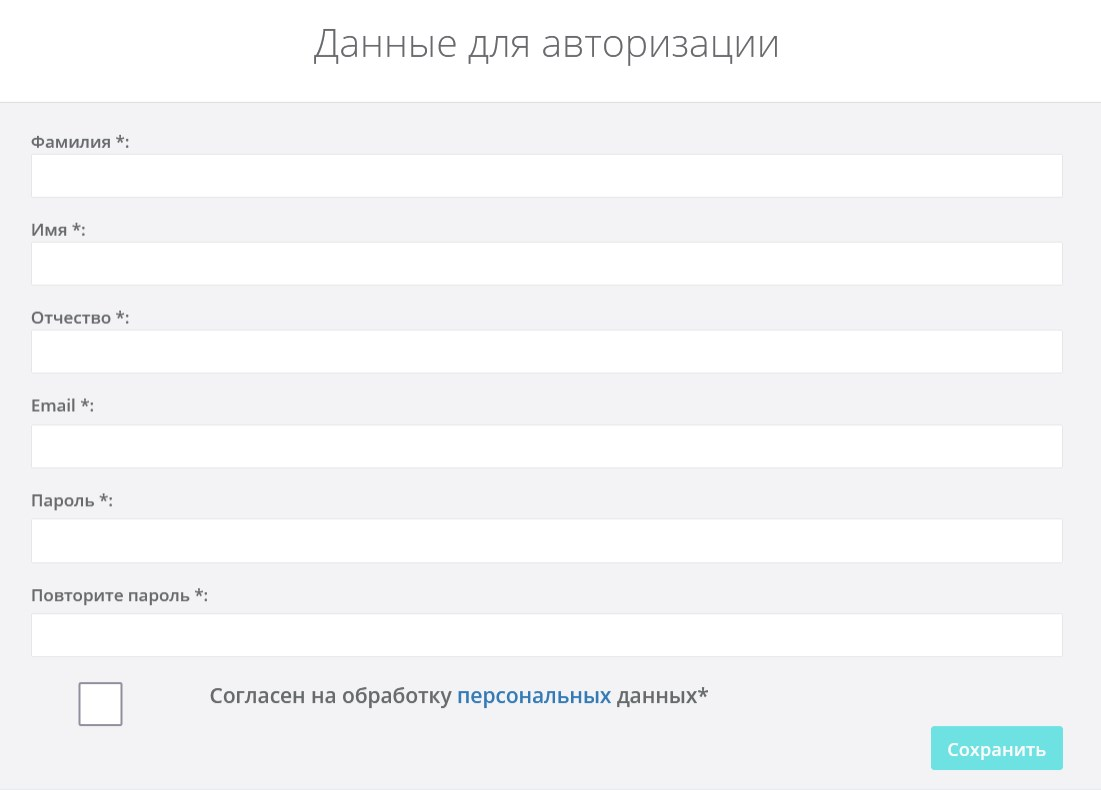 Данные для авторизации
Фамилия *:
Имя *:
Отчество *:
Email *:
Пароль *:
Повторите пароль *:
Согласен на обработку персональных данных*
Сохранить